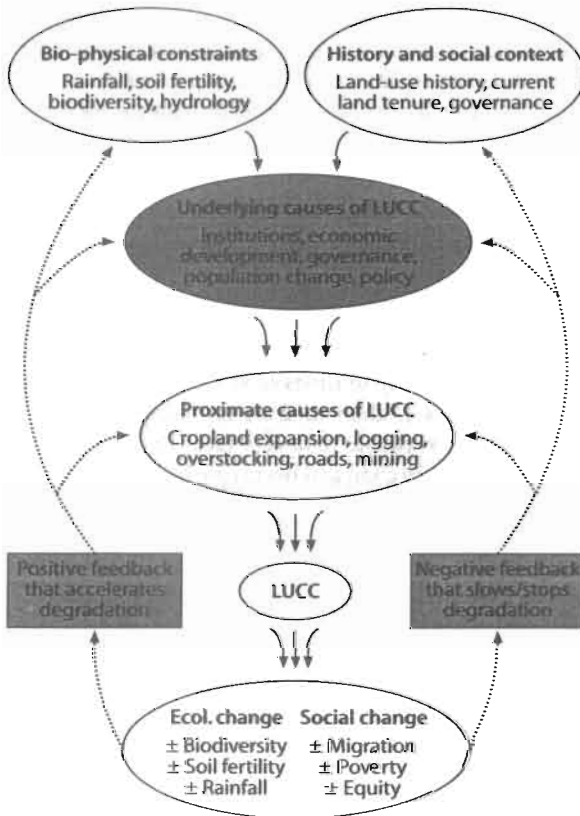 Bio-physical constraints
Rainfall, soil fertility,
biodiversity, hydrology
History and social context
Land-use history, current
land tenure, governance
Underlying causes of LUCC
Institutions, economic
development, governance,
population change, policy
Proximate causes of LUCC
Cropland expansion, logging,
overstocking, roads, mining
Positive feedback
that accelerates
degradation
LUCC
Negative feedback
that slows/stops
degradation
Ecol. change
± Biodiversity
± Soil fertility
± Rainfall
Social change
± Migration
± Poverty
± Equity